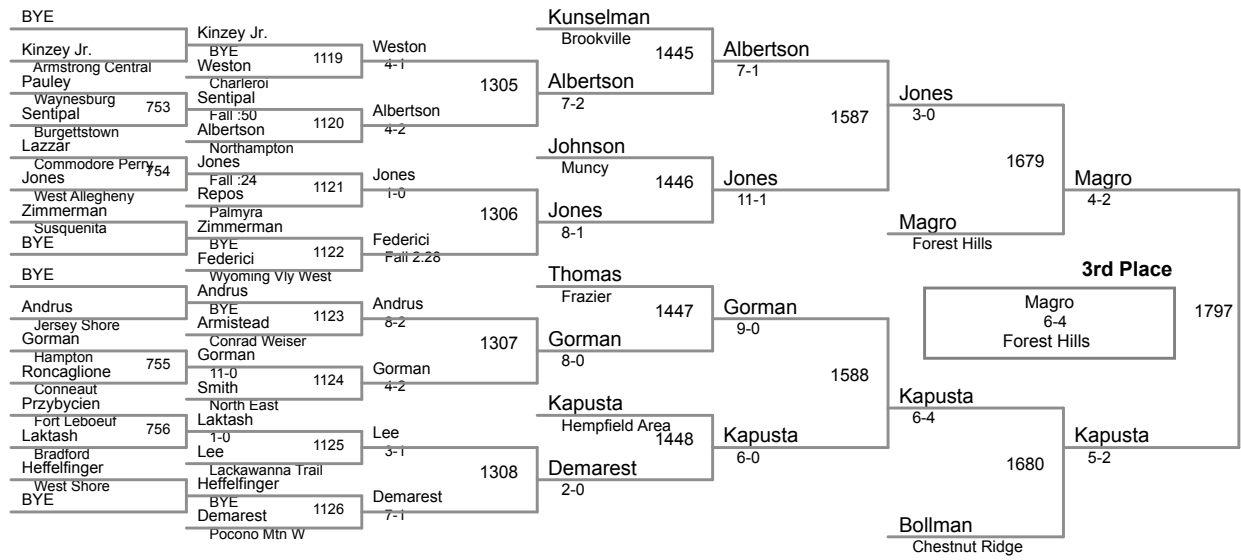 BYE
Kinzey Jr.
Armstrong Central
Pauley
Waynesburg
753
Sentipal
Burgettstown
Lazzar
Commodore Perry
754
Jones
West Allegheny
Zimmerman
Susquenita
BYE
BYE
Andrus
Jersey Shore
Gorman
Hampton
755
Roncaglione
Conneaut
Przybycien
Fort Leboeuf
756
Laktash
Bradford
Heffelfinger
West Shore
BYE
Kinzey Jr.
BYE
1119
Weston
Charleroi
Sentipal
Fall :50
1120
Albertson
Northampton
Jones
Fall :24
1121
Repos
Palmyra
Zimmerman
BYE
1122
Federici
Wyoming Vly West
Andrus
BYE
1123
Armistead
Conrad Weiser
Gorman
11-0
1124
Smith
North East
Laktash
1-0
1125
Lee
Lackawanna Trail
Heffelfinger
BYE
1126
Demarest
Pocono Mtn W
Weston
4-1
1305
Albertson
4-2
Jones
1-0
1306
Federici
Fall 2:28
Andrus
8-2
1307
Gorman
4-2
Lee
3-1
1308
Demarest
7-1
Kunselman
Brookville
1445
Albertson
7-2
Johnson
Muncy
1446
Jones
8-1
Thomas
Frazier
1447
Gorman
8-0
Kapusta
Hempfield Area
1448
Demarest
2-0
Albertson
7-1
1587
Jones
11-1
Gorman
9-0
1588
Kapusta
6-0
Jones
3-0
1679
Magro
Forest Hills
Kapusta
6-4
1680
Bollman
Chestnut Ridge
Magro
4-2
3rd Place
Magro
6-4
Forest Hills
1797
Kapusta
5-2